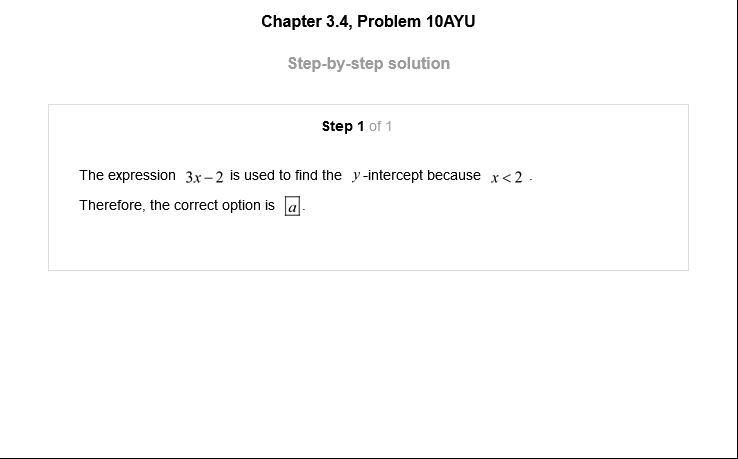 Chapter 3.4, Problem 10AYU
Step-by-step solution
Step 1 of 1
The expression 3x – 2 is used to find the y -intercept because x < 2 .
Therefore, the correct option is a .